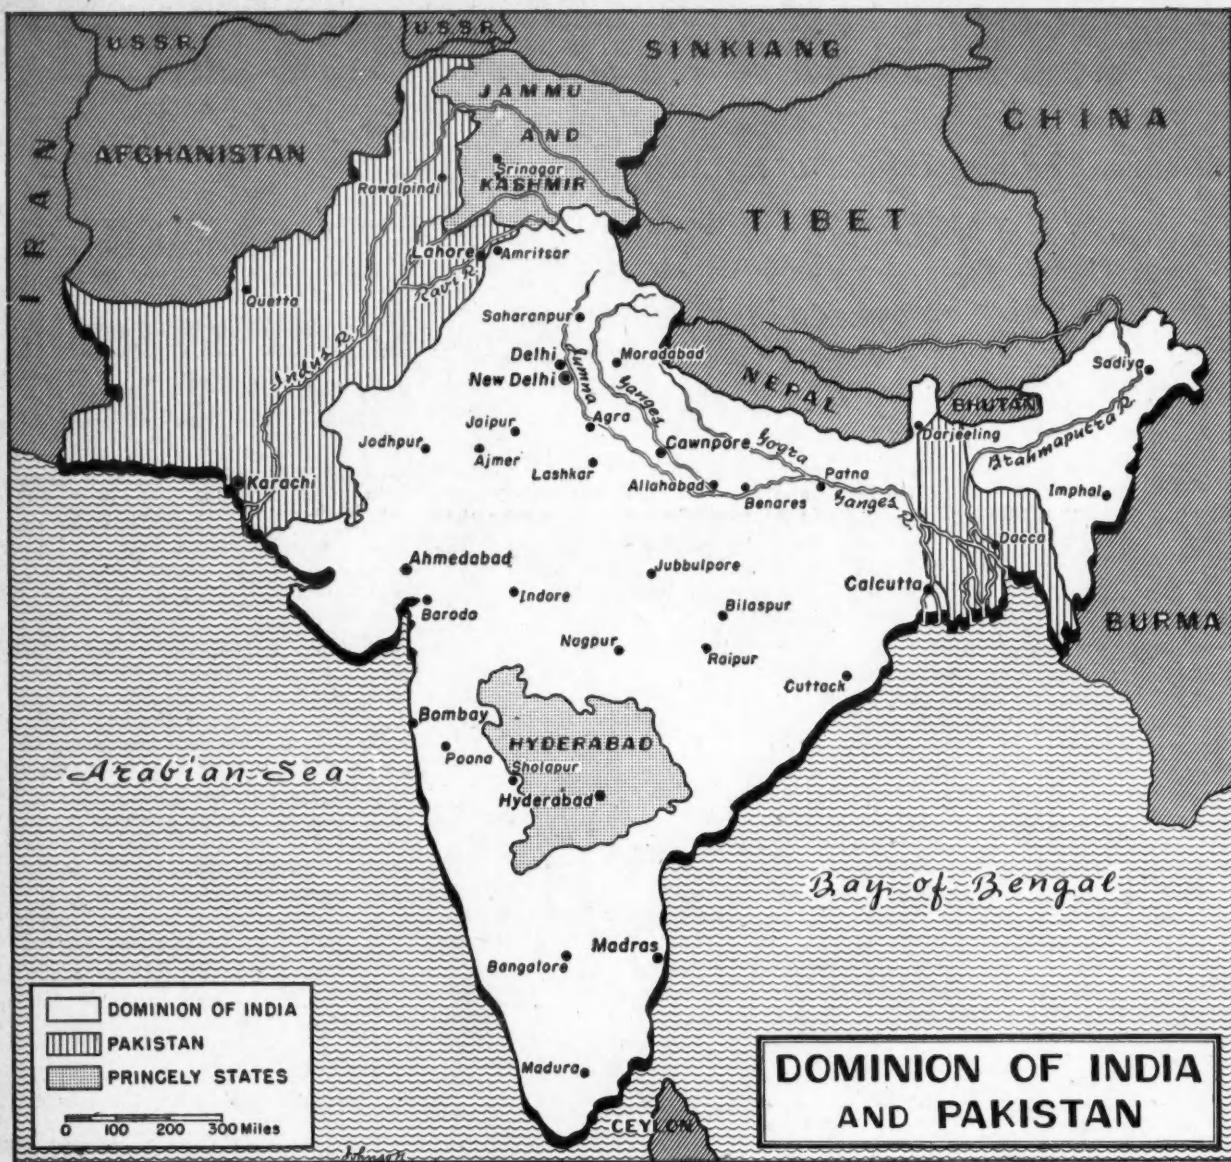 U.S.S.R.
U.S.S.R.
SINKIANG
JAMMU
AND
KASHMIR
CHINA
IRAN
AFGHANISTAN
Srinagar
Rawalpindi
TIBET
Lahore
Amritsar
Ravi R.
Quetta
Saharanpur
Indus R.
Delhi
New Delhi
Jumna
Moradabad
Ganges
NEPAL
BHUTAN
Sadiya
Brahmaputra R.
Jodhpur
Jaipur
Ajmer
Agra
Lashkar
Cawnpore
Gogra
Darjeeling
Karachi
Allahabad
Benares
Patna
Ganges R.
Imphal
Dacca
Ahmedabad
Jubbulpore
Calcutta
Baroda
Indore
Bilaspur
BURMA
Nagpur
Raipur
Cuttack
Bombay
HYDERABAD
Poona
Sholapur
Arabian Sea
Hyderabad
Bay of Bengal
Madras
Bangalore
Madura
CEYLON
DOMINION OF INDIA
PAKISTAN
PRINCELY STATES
0 100 200 300 Miles
DOMINION OF INDIA
AND PAKISTAN
Johnson